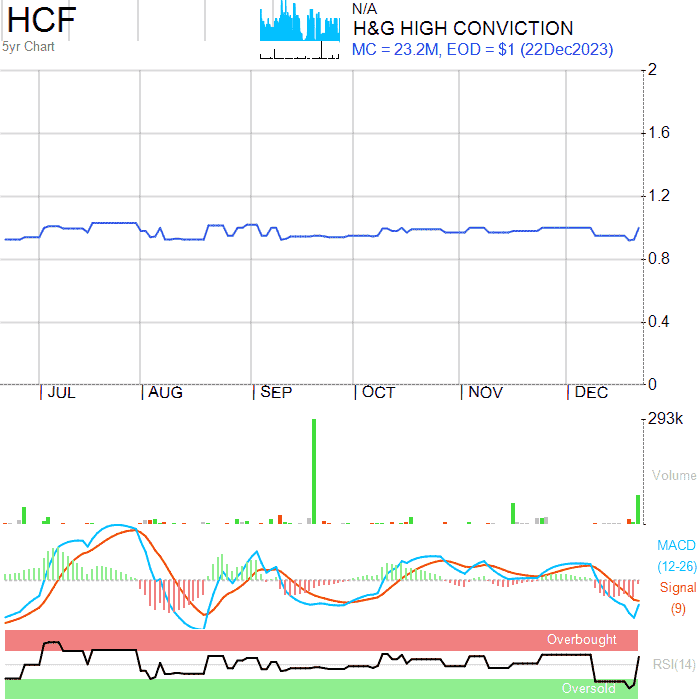 HCF
5yr Chart
N/A
H&G HIGH CONVICTION
MC = 23.2M, EOD = $1 (22Dec2023)
2
1.6
1.2
0.8
0.4
0
JUL AUG SEP OCT NOV DEC
293k
Volume
MACD
(12-26)
Signal
(9)
Overbought
RSI(14)
Oversold